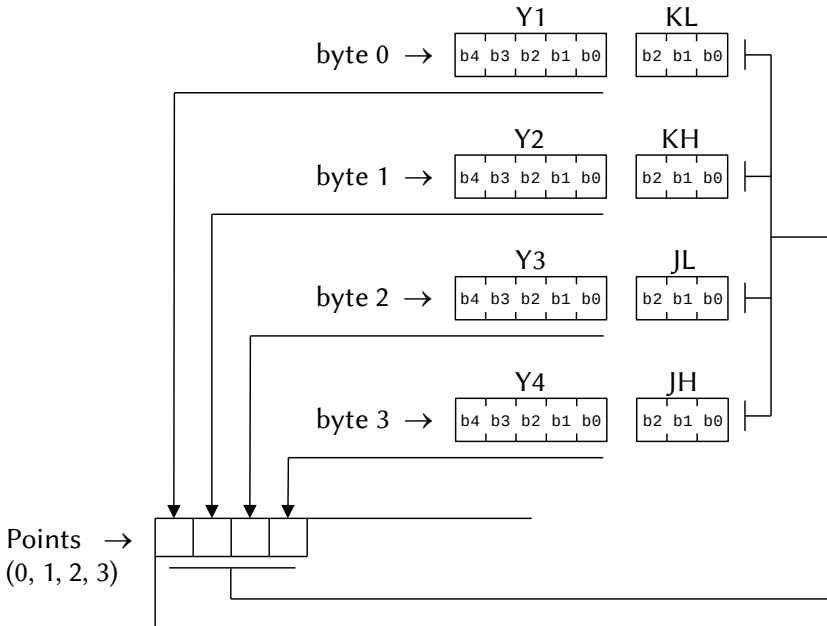 Y1 KL
byte 0 → b4 b3 b2 b1 b0 b2 b1 b0
Y2 KH
byte 1 → b4 b3 b2 b1 b0 b2 b1 b0
Y3 JL
byte 2 → b4 b3 b2 b1 b0 b2 b1 b0
Y4 JH
byte 3 → b4 b3 b2 b1 b0 b2 b1 b0
Points →
(0, 1, 2, 3)